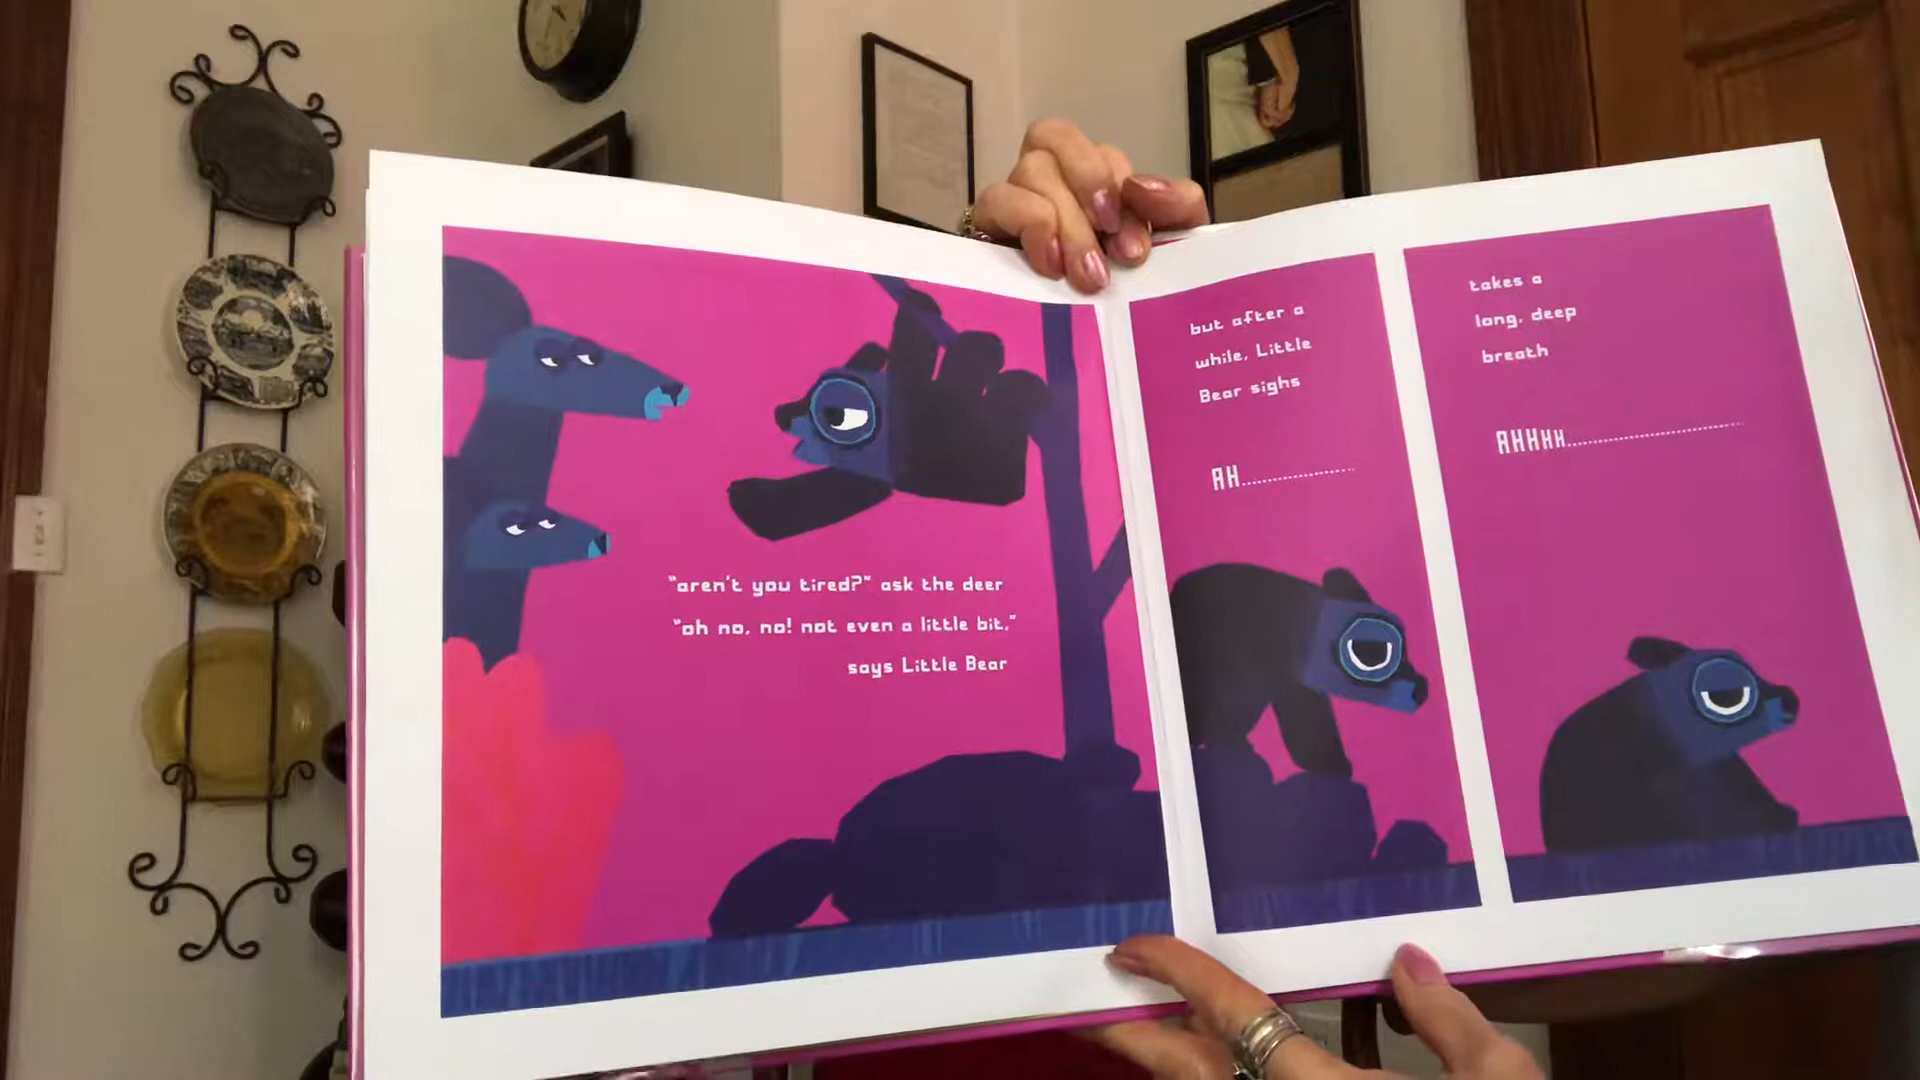 "aren't you tired?" ask the deer
"oh no, no! not even a little bit,"
says Little Bear
but after a
while, Little
Bear sighs
AH....................
takes a
long, deep
breath
AHHHH..............................